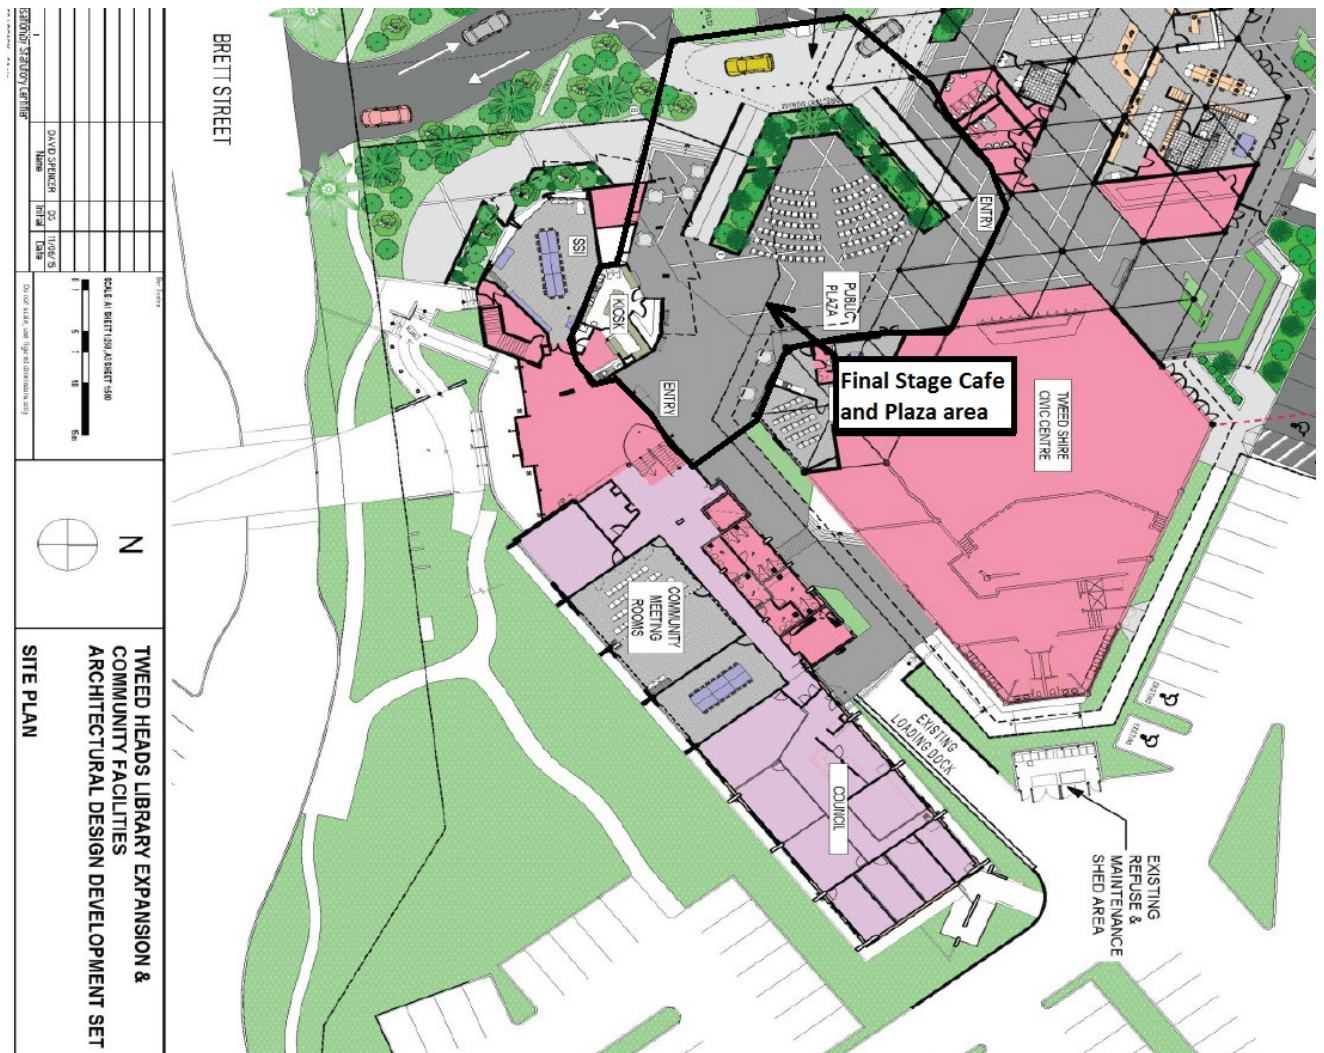 BRETT STREET
SSI
KIOSK
ENTRY
PUBLIC
PLAZA
ENTRY
Final Stage Cafe
and Plaza area
TWEED SHIRE
CIVIC CENTRE
COMMUNITY
MEETING
ROOMS
COUNCIL
EXISTING
LOADING DOCK
EXISTING
EXISTING
EXISTING
REFUSE &
MAINTENANCE
SHED AREA
DAVID SPENCER
DS
11/06/15
Name
Initial
Date
SCALE: A1 SHEET 1:250, A3 SHEET 1:500
0 1 5 10 15m
Do not scale, use figured dimensions only
N
TWEED HEADS LIBRARY EXPANSION &
COMMUNITY FACILITIES
ARCHITECTURAL DESIGN DEVELOPMENT SET
SITE PLAN